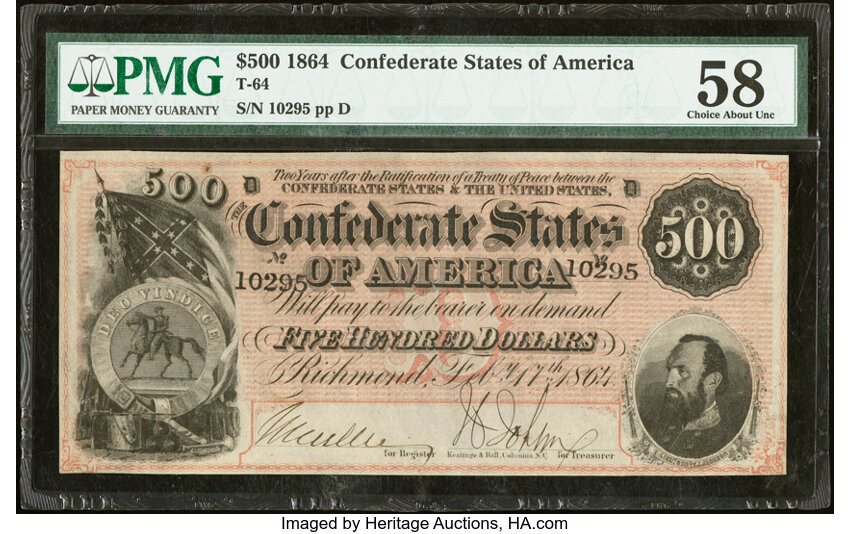 PMG
PAPER MONEY GUARANTY
$500 1864 Confederate States of America
T-64
S/N 10295 pp D
58
Choice About Unc
Two Years after the Ratification of a Treaty of Peace between the
CONFEDERATE STATES & THE UNITED STATES,
500 D D
THE
Confederate States 500
No No
10295 OF AMERICA 10295
Will pay to the bearer on demand
DEO VINDICE
FIVE HUNDRED DOLLARS
Richmond, Feby. 17th. 1864
for Register Keatinge & Ball, Columbia, S.C. for Treasurer
Imaged by Heritage Auctions, HA.com